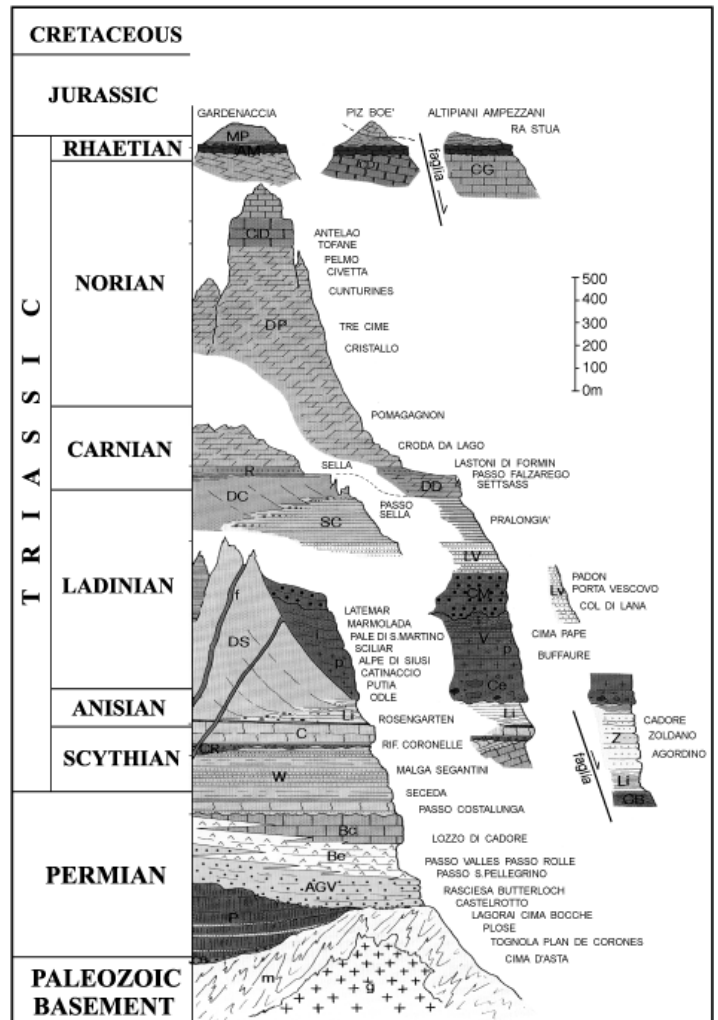 CRETACEOUS
JURASSIC
TRIASSIC
RHAETIAN
NORIAN
CARNIAN
LADINIAN
ANISIAN
SCYTHIAN
PERMIAN
PALEOZOIC
BASEMENT
GARDENACCIA
PIZ BOE'
ALTIPIANI AMPEZZANI
RA STUA
MP
AM
faglia
CG
CD
ANTELAO
TOFANE
PELMO
CIVETTA
CUNTURINES
DP
TRE CIME
CRISTALLO
500
400
300
200
100
0m
POMAGAGNON
CRODA DA LAGO
SELLA
LASTONI DI FORMIN
PASSO FALZAREGO
SETTSASS
R
DC
DD
PASSO
SELLA
SC
PRALONGIA'
LV
f
CM
Lv
PADON
PORTA VESCOVO
COL DI LANA
LATEMAR
MARMOLADA
PALE DI S.MARTINO
SCILIAR
ALPE DI SIUSI
CATINACCIO
PUTIA
ODLE
DS
V
p
p
CIMA PAPE
BUFFAURE
Ce
Li
ROSENGARTEN
Li
C
CR
RIF. CORONELLE
CADORE
ZOLDANO
AGORDINO
Z
faglia
Li
W
MALGA SEGANTINI
SECEDA
PASSO COSTALUNGA
Bc
LOZZO DI CADORE
Be
PASSO VALLES PASSO ROLLE
PASSO S.PELLEGRINO
AGV
RASCIESA BUTTERLOCH
CASTELROTTO
P
LAGORAI CIMA BOCCHE
PLOSE
TOGNOLA PLAN DE CORONES
CIMA D'ASTA
m
g